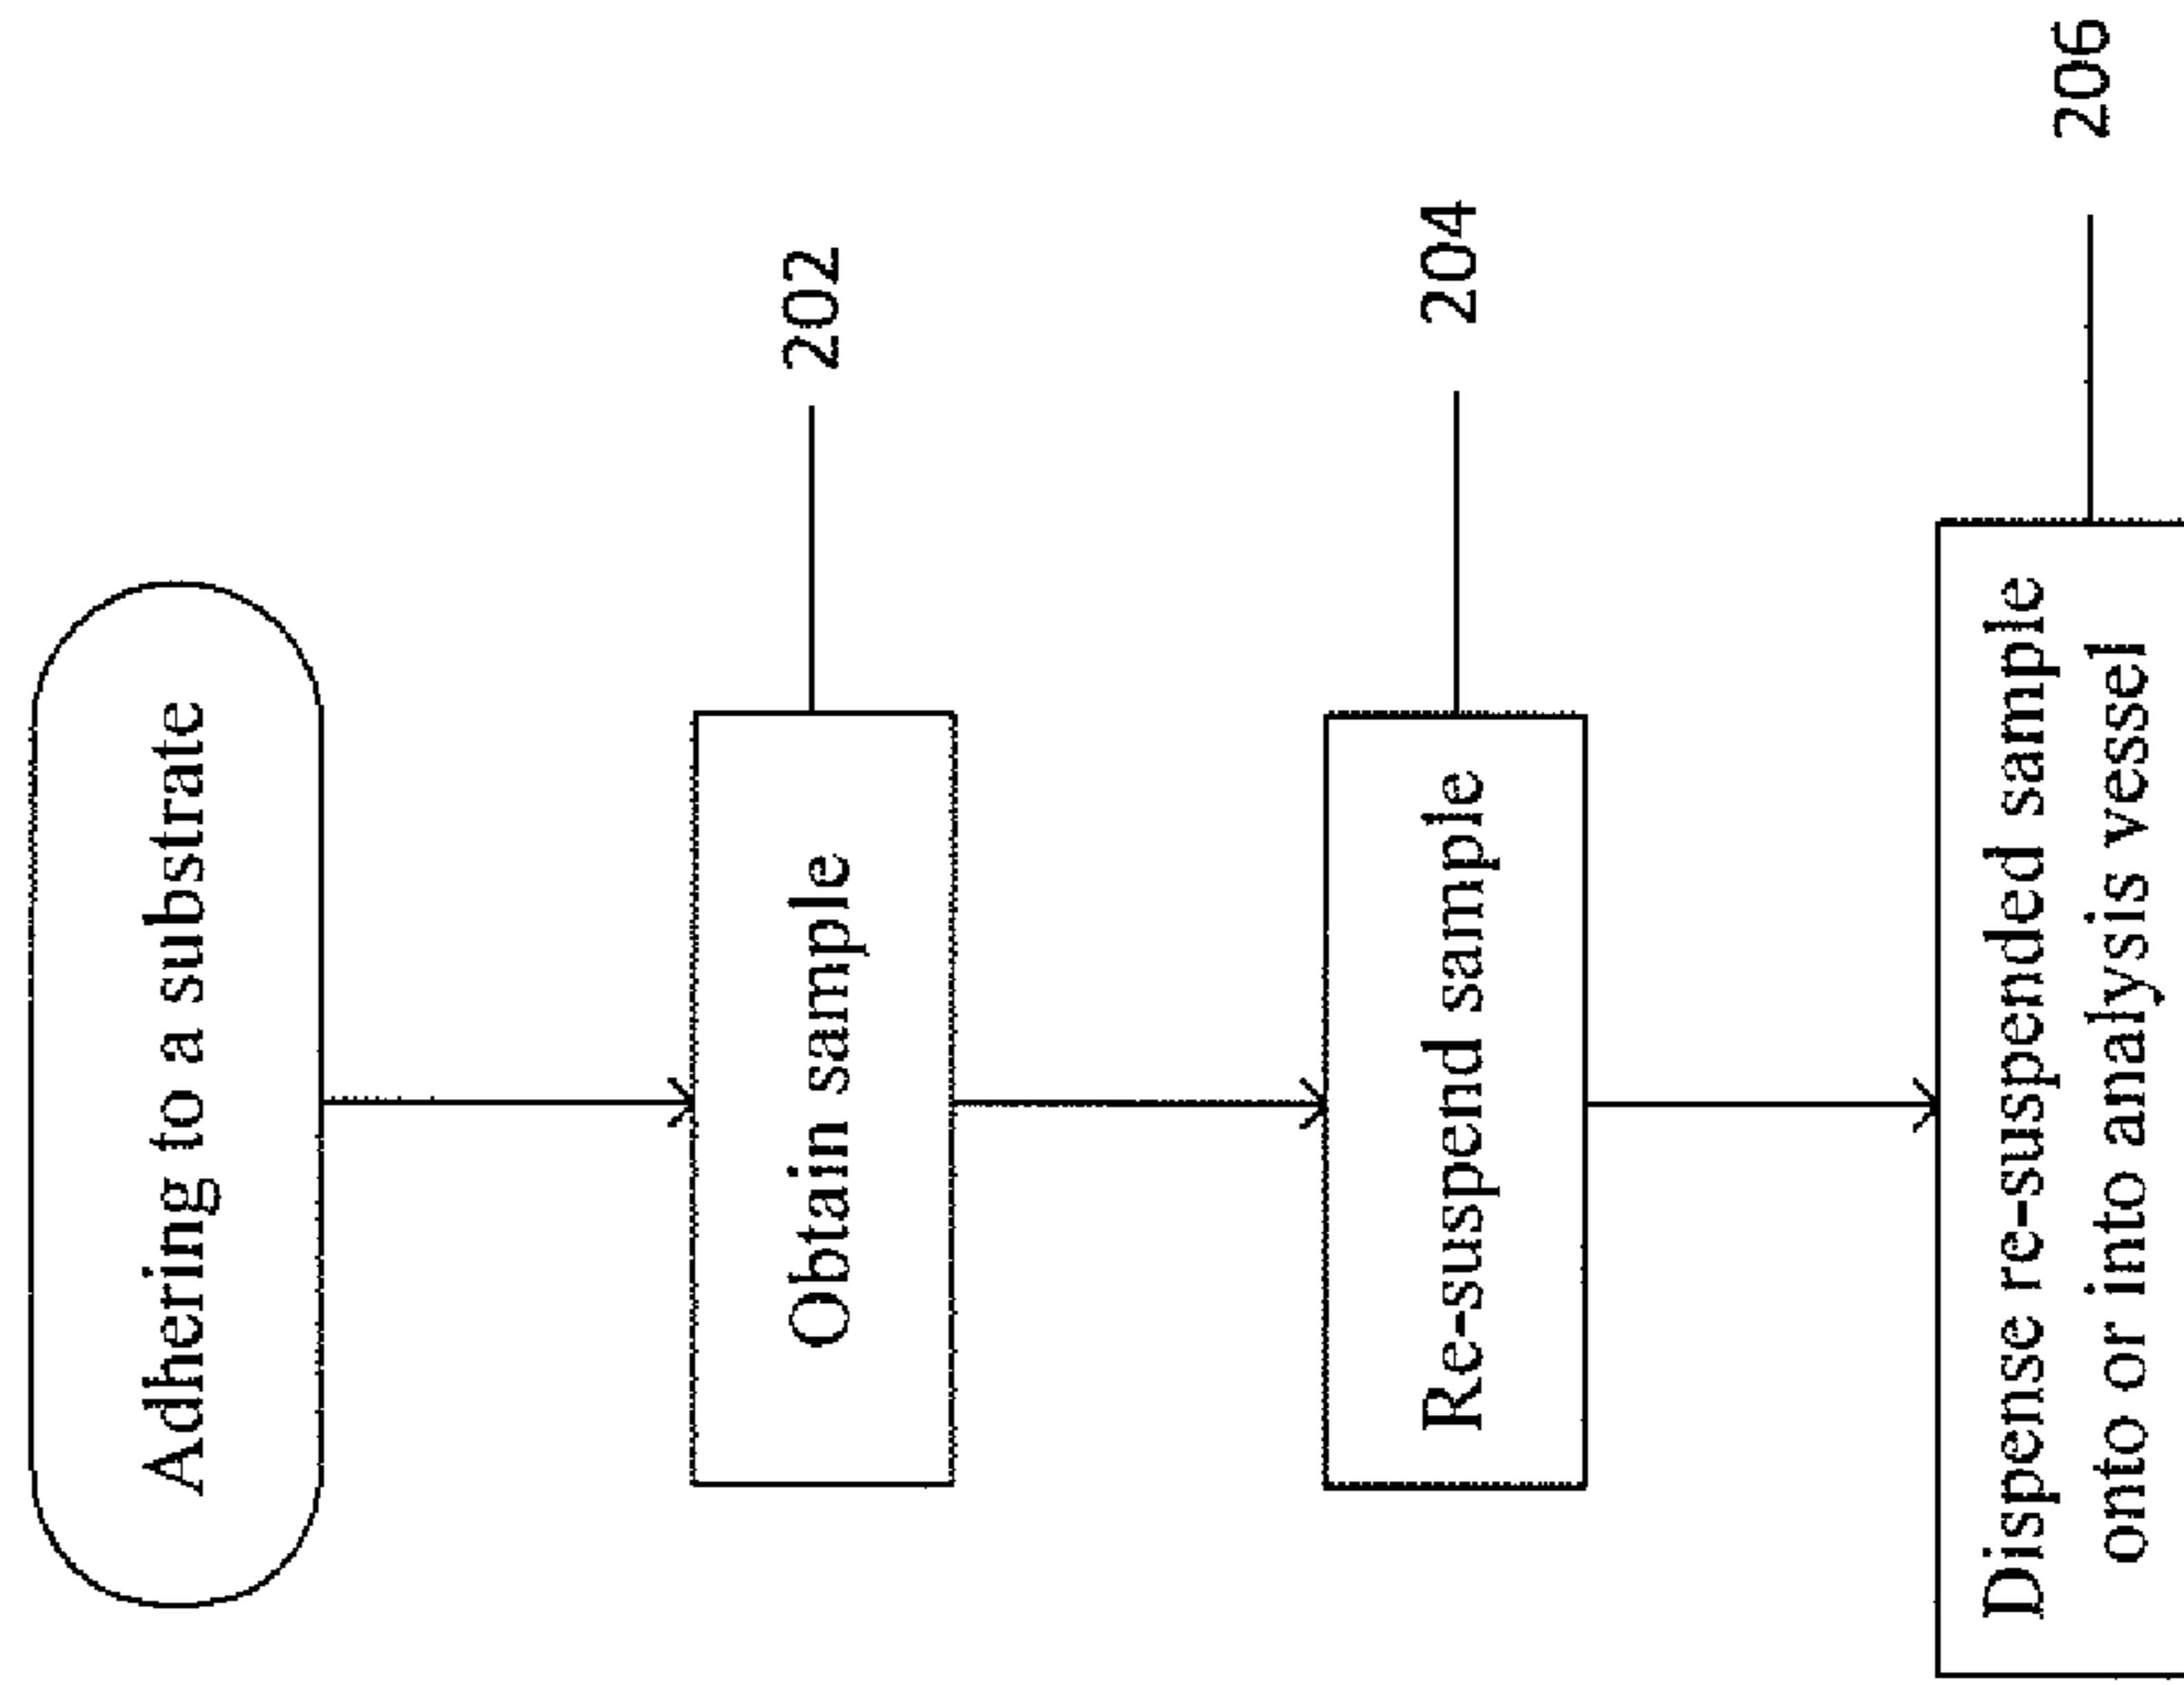 Adhering to a substrate
Obtain sample
202
Re-suspend sample
204
Dispense re-suspended sample
onto or into analysis vessel
206